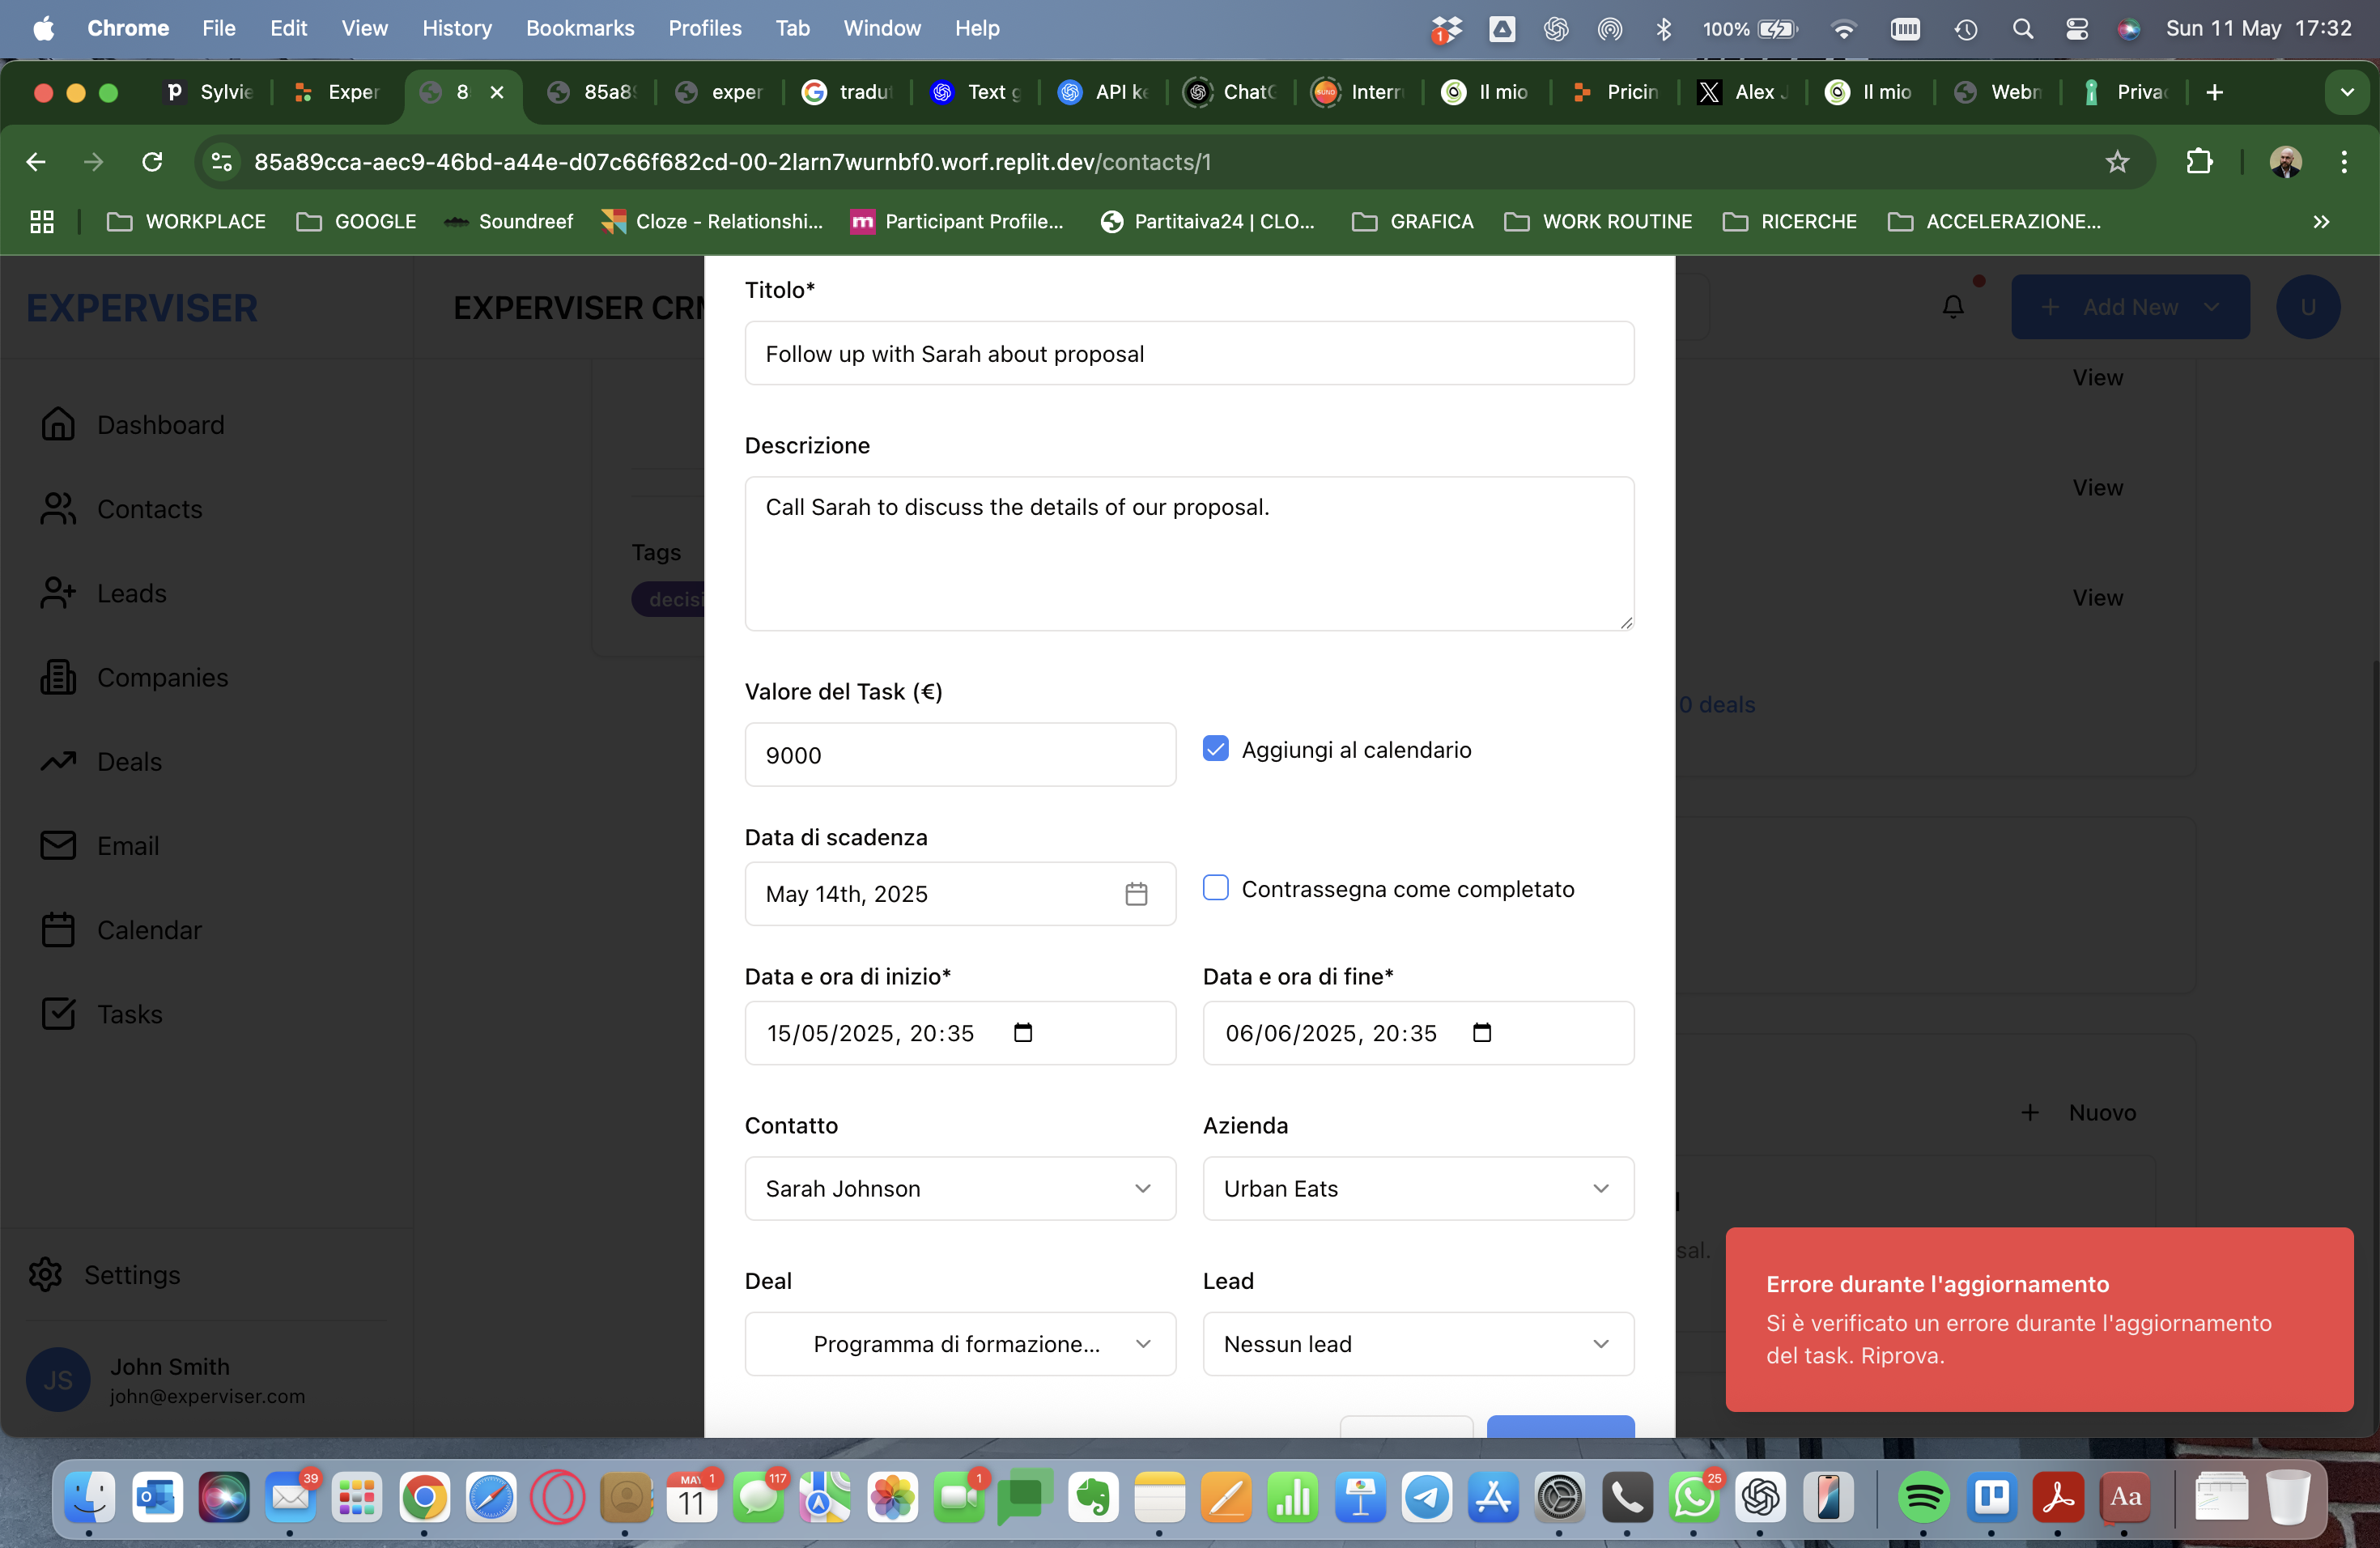 Chrome File Edit View History Bookmarks Profiles Tab Window Help 1 100% Sun 11 May 17:32
Sylvie Exper 8 85a89 exper tradut Text g API ke ChatG Interr Il mio Pricin Alex J Il mio Webn Privac
85a89cca-aec9-46bd-a44e-d07c66f682cd-00-2larn7wurnbf0.worf.replit.dev/contacts/1
WORKPLACE GOOGLE Soundreef Cloze - Relationshi... Participant Profile... Partitaiva24 | CLO... GRAFICA WORK ROUTINE RICERCHE ACCELERAZIONE...
EXPERVISER
EXPERVISER CRM
Add New
U
Dashboard
Contacts
Leads
Companies
Deals
Email
Calendar
Tasks
Settings
JS
John Smith
john@experviser.com
Tags
decisi
Titolo*
Follow up with Sarah about proposal
Descrizione
Call Sarah to discuss the details of our proposal.
Valore del Task (€)
9000
Aggiungi al calendario
Data di scadenza
May 14th, 2025
Contrassegna come completato
Data e ora di inizio*
Data e ora di fine*
15/05/2025, 20:35
06/06/2025, 20:35
Contatto
Azienda
Sarah Johnson
Urban Eats
Deal
Lead
Programma di formazione...
Nessun lead
View
View
View
0 deals
Nuovo
sal.
Errore durante l'aggiornamento
Si è verificato un errore durante l'aggiornamento
del task. Riprova.
39 MAY 11 1 117 1 25 Aa